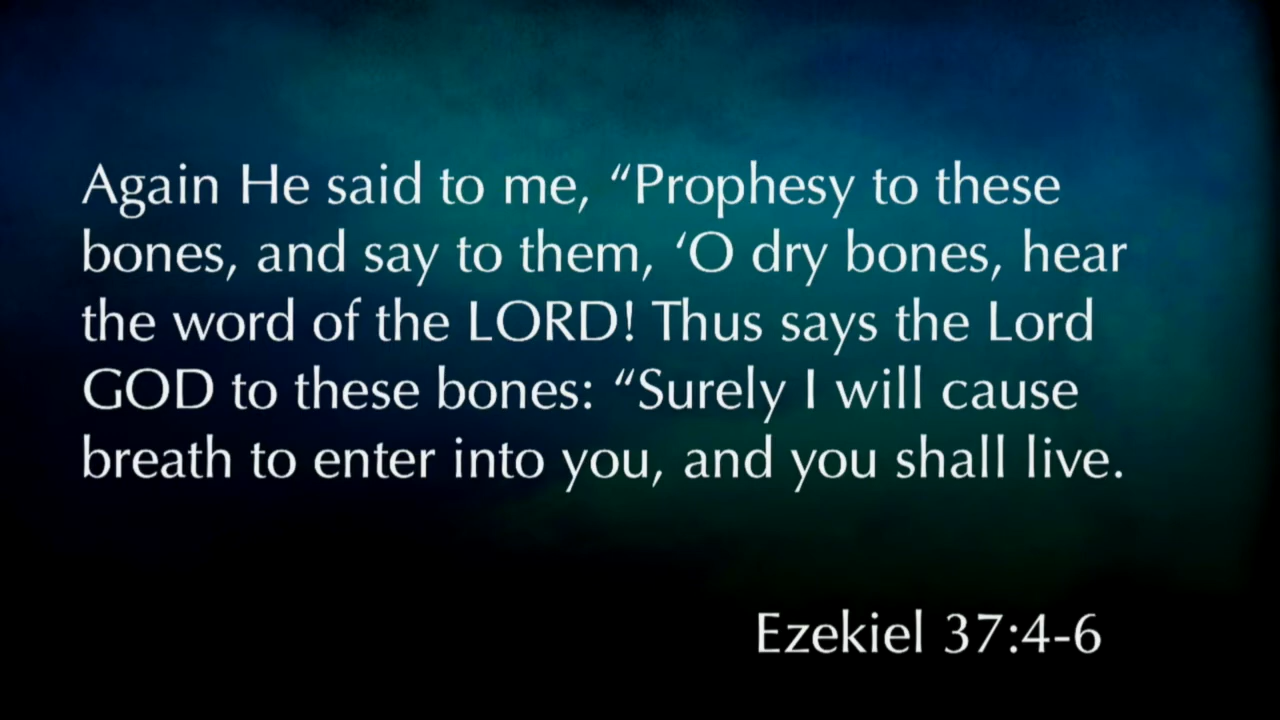 Again He said to me, “Prophesy to these
bones, and say to them, ‘O dry bones, hear
the word of the LORD! Thus says the Lord
GOD to these bones: “Surely I will cause
breath to enter into you, and you shall live.
Ezekiel 37:4-6